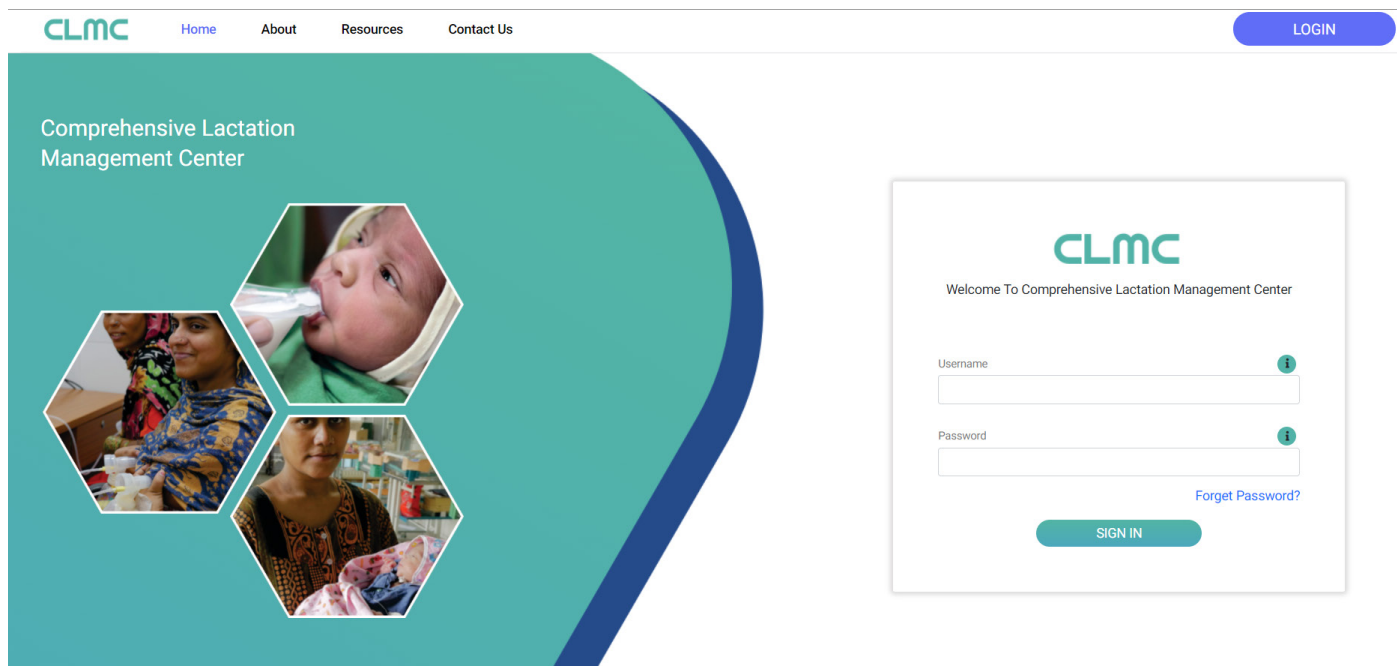 CLMC Home About Resources Contact Us LOGIN
Comprehensive Lactation
Management Center
CLMC
Welcome To Comprehensive Lactation Management Center
Username i
Password i
Forget Password?
SIGN IN